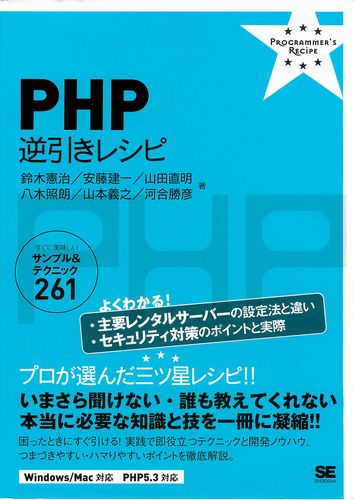 PROGRAMMER'S
RECIPE
PHP
逆引きレシピ
鈴木憲治／安藤建一／山田直明
八木照朗／山本義之／河合勝彦 著
PHP
すぐに美味しい
サンプル&
テクニック
261
よくわかる!
・主要レンタルサーバーの設定法と違い
・セキュリティ対策のポイントと実際
プロが選んだ三ツ星レシピ!!
いまさら聞けない・誰も教えてくれない
本当に必要な知識と技を一冊に凝縮!!
困ったときにすぐ引ける! 実践で即役立つテクニックと開発ノウハウ、
つまづきやすい・ハマりやすいポイントを徹底解説。
Windows/Mac 対応 PHP5.3 対応
SE
SHOEISHA